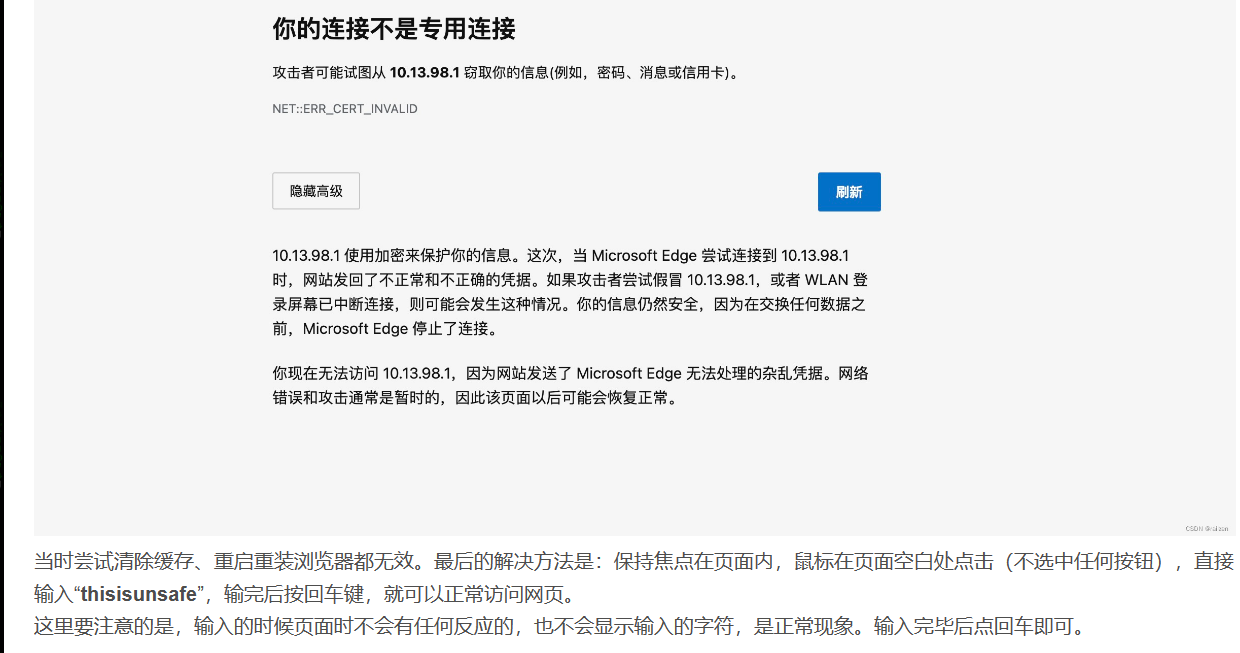 你的连接不是专用连接
攻击者可能试图从 10.13.98.1 窃取你的信息(例如，密码、消息或信用卡)。
NET::ERR_CERT_INVALID
隐藏高级
刷新
10.13.98.1 使用加密来保护你的信息。这次，当 Microsoft Edge 尝试连接到 10.13.98.1
时，网站发回了不正常和不正确的凭据。如果攻击者尝试假冒 10.13.98.1，或者 WLAN 登
录屏幕已中断连接，则可能会发生这种情况。你的信息仍然安全，因为在交换任何数据之
前，Microsoft Edge 停止了连接。
你现在无法访问 10.13.98.1，因为网站发送了 Microsoft Edge 无法处理的杂乱凭据。网络
错误和攻击通常是暂时的，因此该页面以后可能会恢复正常。
当时尝试清除缓存、重启重装浏览器都无效。最后的解决方法是：保持焦点在页面内，鼠标在页面空白处点击（不选中任何按钮），直接
输入“thisisunsafe”，输完后按回车键，就可以正常访问网页。
这里要注意的是，输入的时候页面时不会有任何反应的，也不会显示输入的字符，是正常现象。输入完毕后点回车即可。